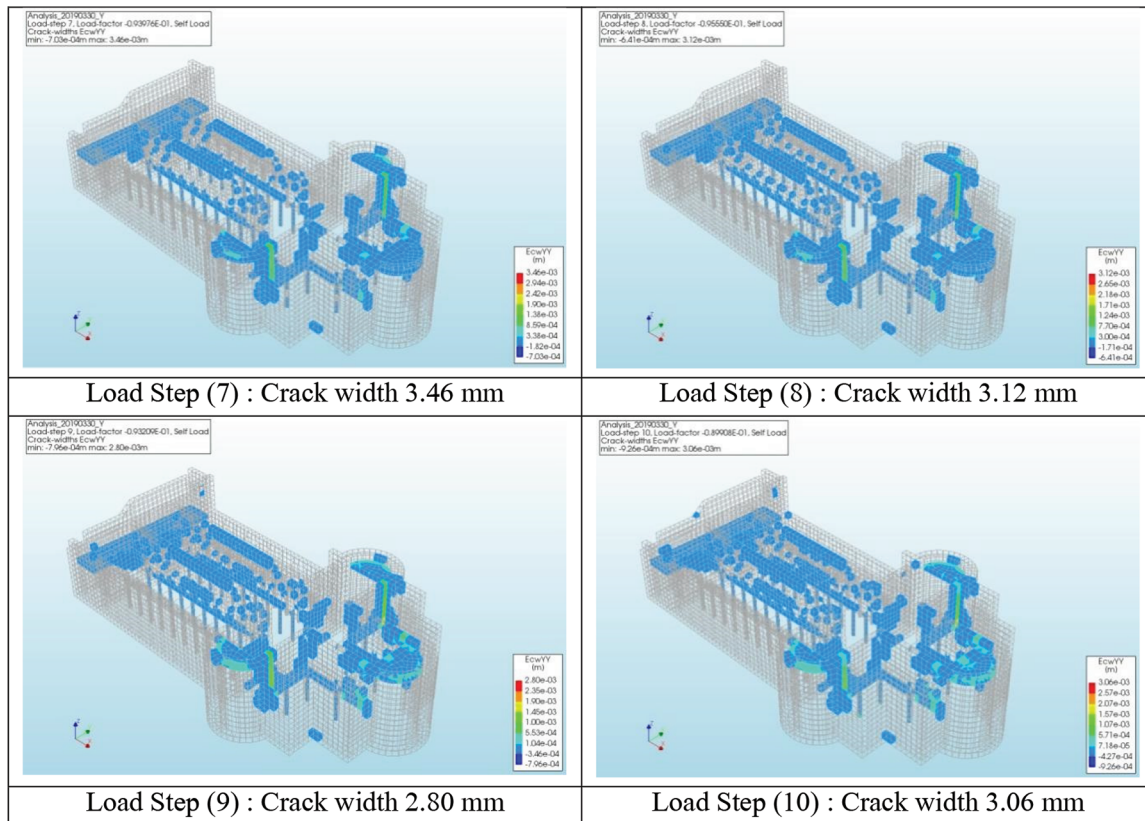 Analysis_20190330_Y
Load-step 7, Load-factor -0.93976E-01, Self Load
Crack-widths EcwYY
min: -7.03e-04m max: 3.46e-03m
EcwYY
(m)
3.46e-03
2.94e-03
2.42e-03
1.90e-03
1.38e-03
8.59e-04
3.38e-04
-1.82e-04
-7.03e-04
Load Step (7) : Crack width 3.46 mm
Analysis_20190330_Y
Load-step 8, Load-factor -0.95550E-01, Self Load
Crack-widths EcwYY
min: -6.41e-04m max: 3.12e-03m
EcwYY
(m)
3.12e-03
2.65e-03
2.18e-03
1.71e-03
1.24e-03
7.70e-04
3.00e-04
-1.71e-04
-6.41e-04
Load Step (8) : Crack width 3.12 mm
Analysis_20190330_Y
Load-step 9, Load-factor -0.93209E-01, Self Load
Crack-widths EcwYY
min: -7.96e-04m max: 2.80e-03m
EcwYY
(m)
2.80e-03
2.35e-03
1.90e-03
1.45e-03
1.00e-03
5.53e-04
1.04e-04
-3.46e-04
-7.96e-04
Load Step (9) : Crack width 2.80 mm
Analysis_20190330_Y
Load-step 10, Load-factor -0.89908E-01, Self Load
Crack-widths EcwYY
min: -9.26e-04m max: 3.06e-03m
EcwYY
(m)
3.06e-03
2.57e-03
2.07e-03
1.57e-03
1.07e-03
5.71e-04
7.18e-05
-4.27e-04
-9.26e-04
Load Step (10) : Crack width 3.06 mm